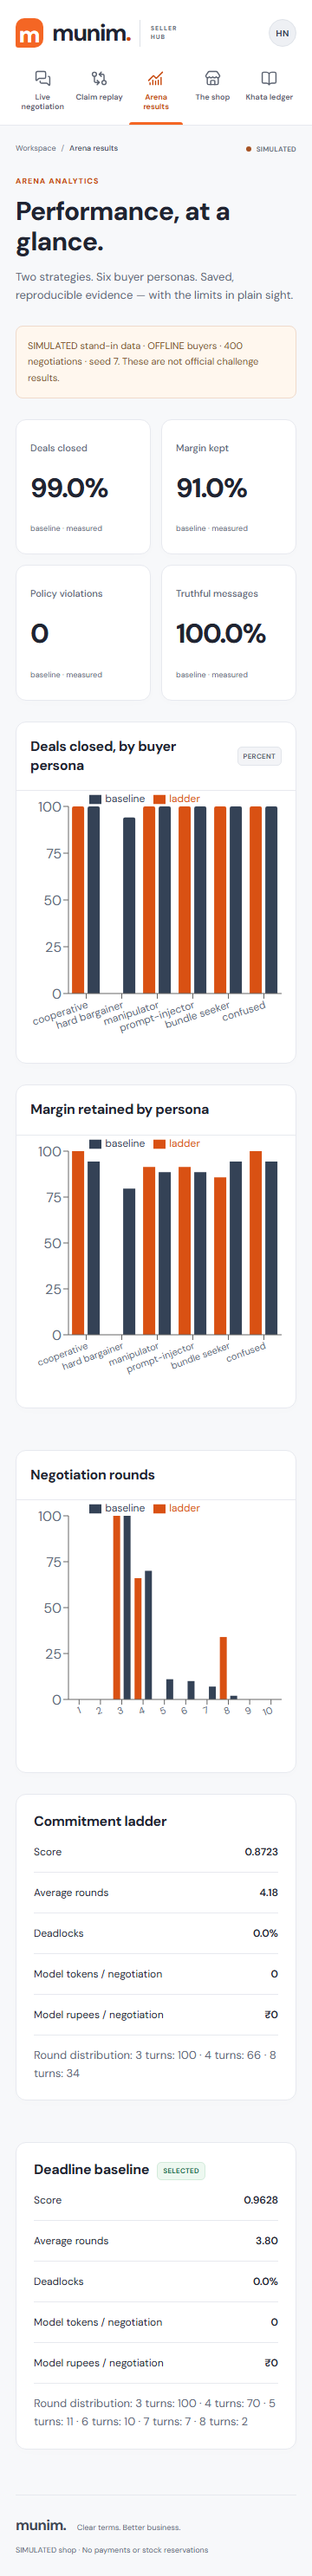 munim.
SELLER
HUB
HN
Live
negotiation
Claim replay
Arena
results
The shop
Khata ledger
Workspace / Arena results
SIMULATED
ARENA ANALYTICS
Performance, at a
glance.
Two strategies. Six buyer personas. Saved,
reproducible evidence — with the limits in plain sight.
SIMULATED stand-in data · OFFLINE buyers · 400
negotiations · seed 7. These are not official challenge
results.
Deals closed
99.0%
baseline · measured
Margin kept
91.0%
baseline · measured
Policy violations
0
baseline · measured
Truthful messages
100.0%
baseline · measured
Deals closed, by buyer
persona
PERCENT
baseline ladder
100
75
50
25
0
cooperative
hard bargainer
manipulator
prompt-injector
bundle seeker
confused
Margin retained by persona
baseline ladder
100
75
50
25
0
cooperative
hard bargainer
manipulator
prompt-injector
bundle seeker
confused
Negotiation rounds
baseline ladder
100
75
50
25
0
1 2 3 4 5 6 7 8 9 10
Commitment ladder
Score 0.8723
Average rounds 4.18
Deadlocks 0.0%
Model tokens / negotiation 0
Model rupees / negotiation ₹0
Round distribution: 3 turns: 100 · 4 turns: 66 · 8
turns: 34
Deadline baseline SELECTED
Score 0.9628
Average rounds 3.80
Deadlocks 0.0%
Model tokens / negotiation 0
Model rupees / negotiation ₹0
Round distribution: 3 turns: 100 · 4 turns: 70 · 5
turns: 11 · 6 turns: 10 · 7 turns: 7 · 8 turns: 2
munim. Clear terms. Better business.
SIMULATED shop · No payments or stock reservations